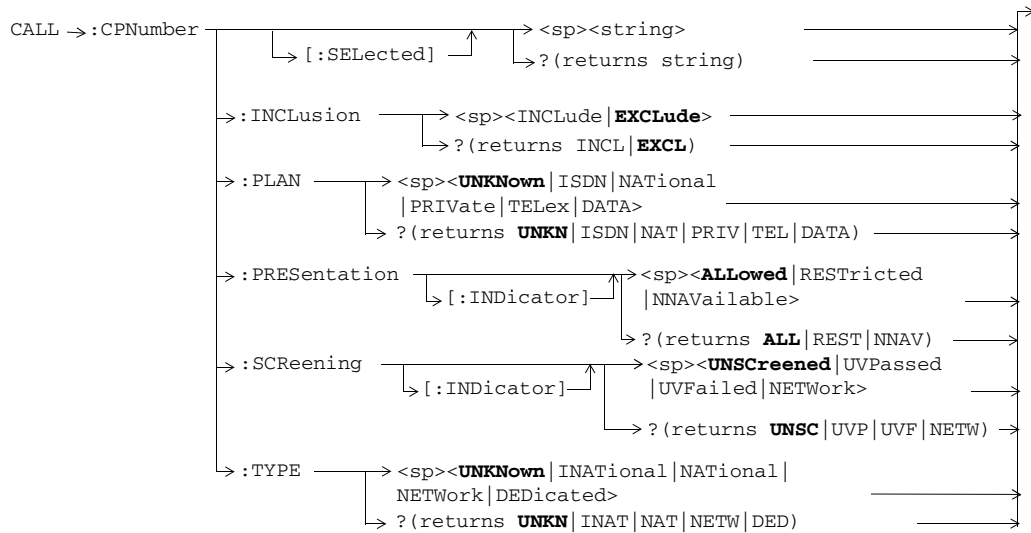 CALL :CPNumber <sp><string>
[:SELected] ?(returns string)
:INCLusion <sp><INCLude|EXCLude>
?(returns INCL|EXCL)
:PLAN <sp><UNKNown|ISDN|NATional
|PRIVate|TELex|DATA>
?(returns UNKN|ISDN|NAT|PRIV|TEL|DATA)
:PRESentation <sp><ALLowed|RESTricted
[:INDicator] |NNAVailable>
?(returns ALL|REST|NNAV)
:SCReening <sp><UNSCreened|UVPassed
[:INDicator] |UVFailed|NETWork>
?(returns UNSC|UVP|UVF|NETW)
:TYPE <sp><UNKNown|INATional|NATional|
NETWork|DEDicated>
?(returns UNKN|INAT|NAT|NETW|DED)